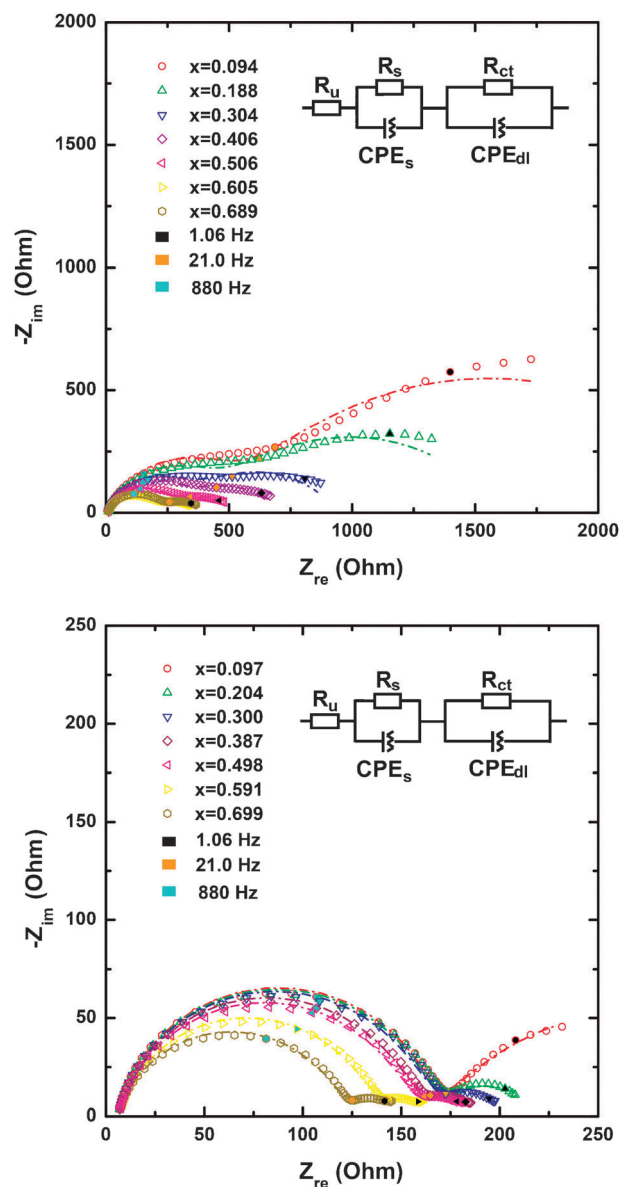 2000
1500
1000
500
0
-Z_im (Ohm)
x=0.094
x=0.188
x=0.304
x=0.406
x=0.506
x=0.605
x=0.689
1.06 Hz
21.0 Hz
880 Hz
R_u
R_s
R_ct
CPE_s
CPE_dl
0 500 1000 1500 2000
Z_re (Ohm)
250
200
150
100
50
0
-Z_im (Ohm)
x=0.097
x=0.204
x=0.300
x=0.387
x=0.498
x=0.591
x=0.699
1.06 Hz
21.0 Hz
880 Hz
R_u
R_s
R_ct
CPE_s
CPE_dl
0 50 100 150 200 250
Z_re (Ohm)